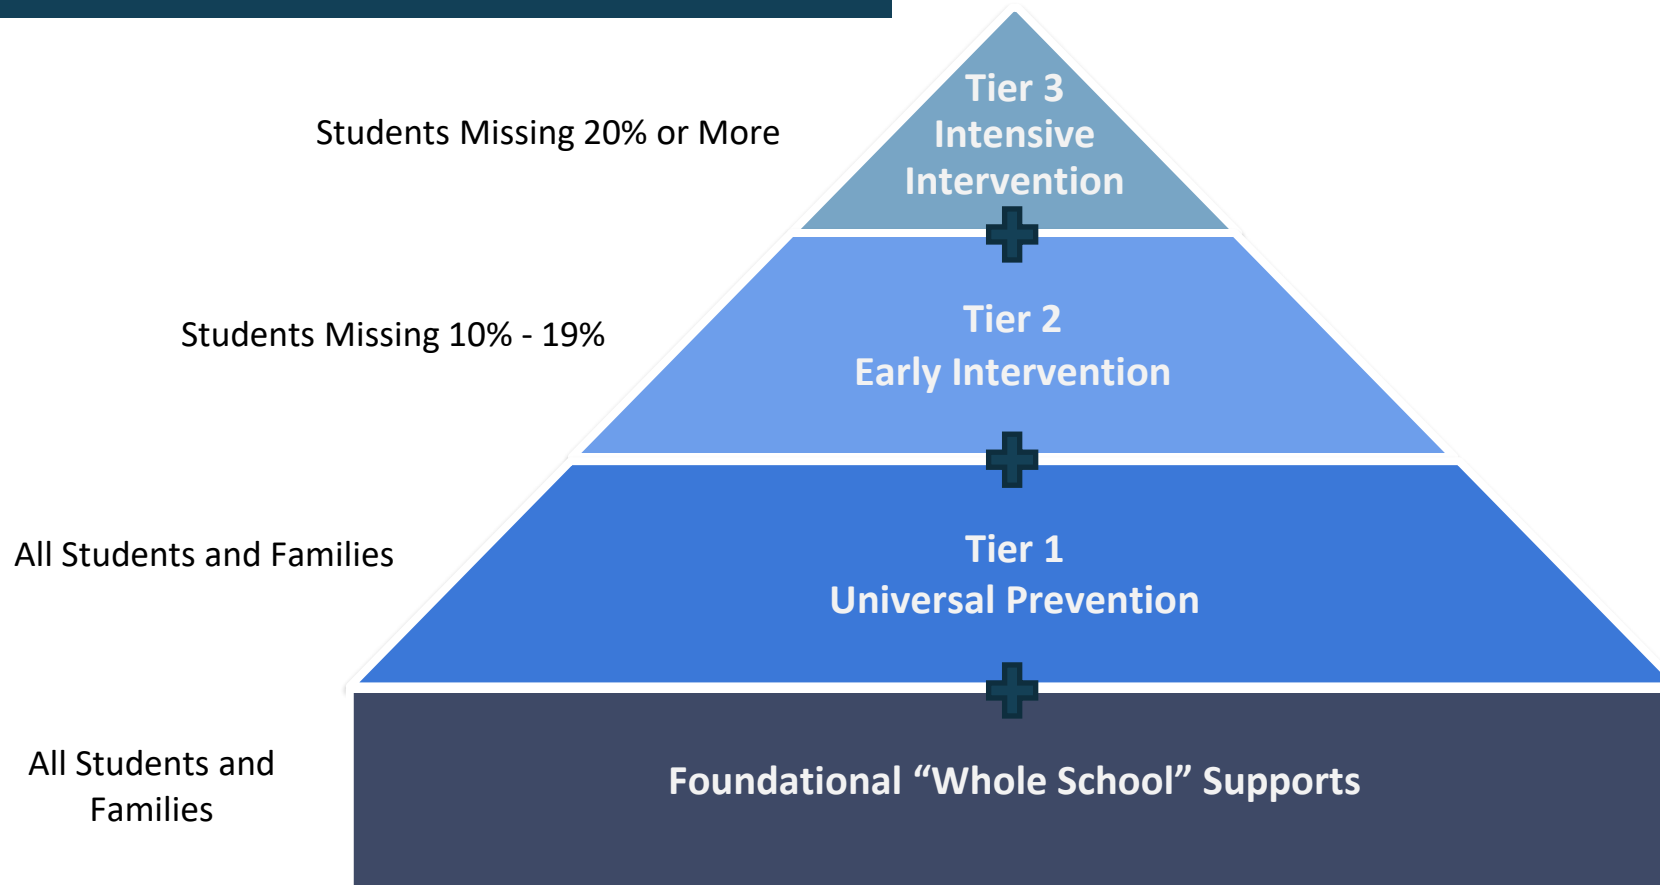 Tier 3
Intensive
Intervention
Students Missing 20% or More
Tier 2
Early Intervention
Students Missing 10% - 19%
Tier 1
Universal Prevention
All Students and Families
Foundational “Whole School” Supports
All Students and
Families